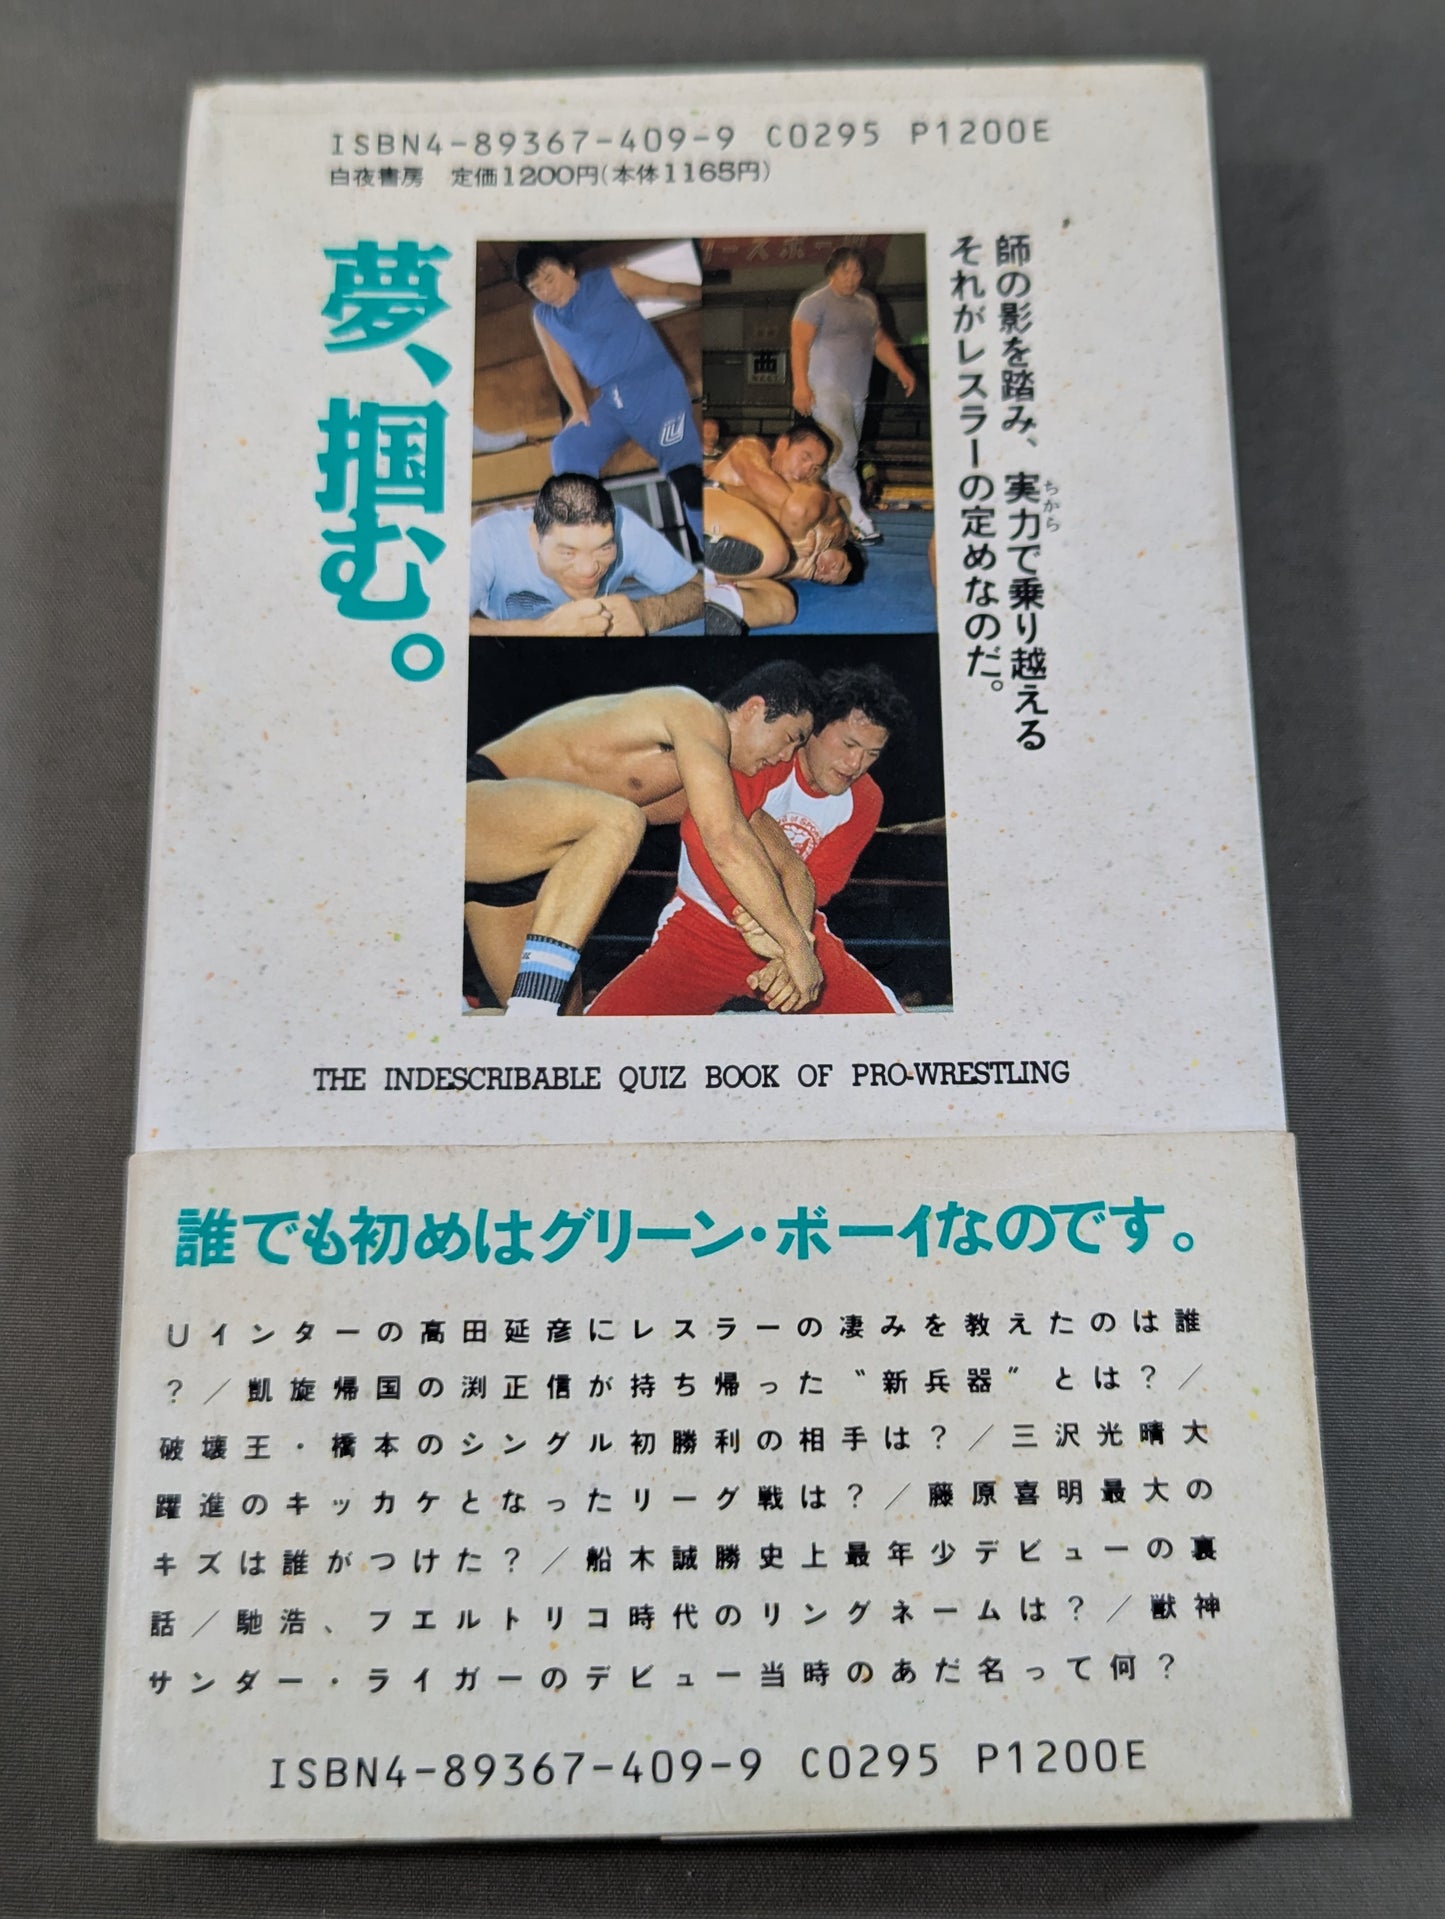 ISBN4-89367-409-9 C0295 P1200E
白夜書房 定価1200円(本体1165円)
師の影を踏み、実力で乗り越える
ちから
それがレスラーの定めなのだ。
夢、掴む。
西
THE INDESCRIBABLE QUIZ BOOK OF PRO-WRESTLING
誰でも初めはグリーン・ボーイなのです。
Uインターの高田延彦にレスラーの凄みを教えたのは誰
?／凱旋帰国の渕正信が持ち帰った〝新兵器〟とは?／
破壊王・橋本のシングル初勝利の相手は?／三沢光晴大
躍進のキッカケとなったリーグ戦は?／藤原喜明最大の
キズは誰がつけた?／船木誠勝史上最年少デビューの裏
話／馳浩、フエルトリコ時代のリングネームは?／獣神
サンダー・ライガーのデビュー当時のあだ名って何?
ISBN4-89367-409-9 C0295 P1200E